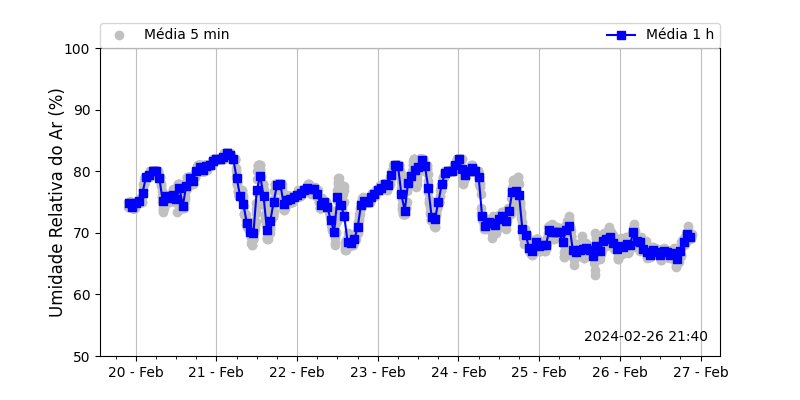 Média 5 min
Média 1 h
Umidade Relativa do Ar (%)
100
90
80
70
60
50
2024-02-26 21:40
20 - Feb
21 - Feb
22 - Feb
23 - Feb
24 - Feb
25 - Feb
26 - Feb
27 - Feb